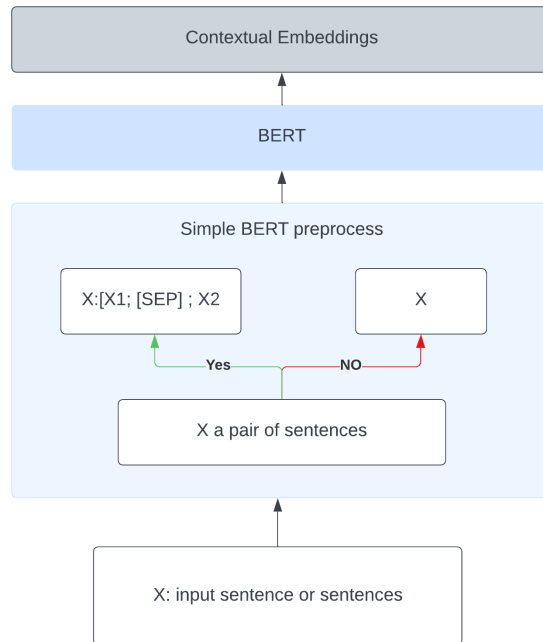 Contextual Embeddings
BERT
Simple BERT preprocess
X:[X1; [SEP] ; X2
X
Yes
NO
X a pair of sentences
X: input sentence or sentences